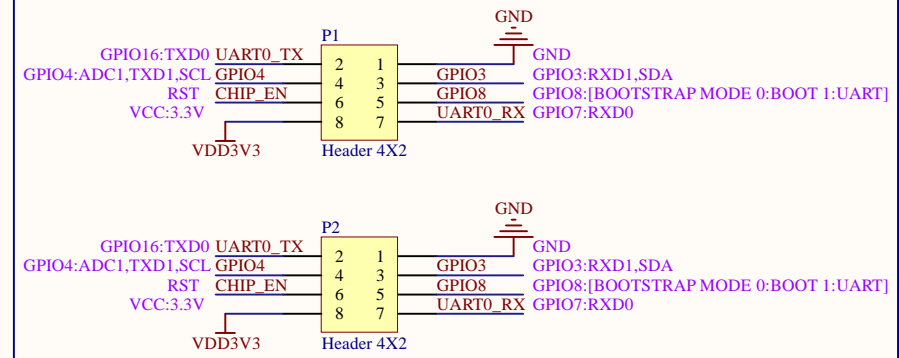 GND
P1
GPIO16:TXD0 UART0_TX 2 1 GND
GPIO4:ADC1,TXD1,SCL GPIO4 4 3 GPIO3 GPIO3:RXD1,SDA
RST CHIP_EN 6 5 GPIO8 GPIO8:[BOOTSTRAP MODE 0:BOOT 1:UART]
VCC:3.3V 8 7 UART0_RX GPIO7:RXD0
VDD3V3 Header 4X2
GND
P2
GPIO16:TXD0 UART0_TX 2 1 GND
GPIO4:ADC1,TXD1,SCL GPIO4 4 3 GPIO3 GPIO3:RXD1,SDA
RST CHIP_EN 6 5 GPIO8 GPIO8:[BOOTSTRAP MODE 0:BOOT 1:UART]
VCC:3.3V 8 7 UART0_RX GPIO7:RXD0
VDD3V3 Header 4X2